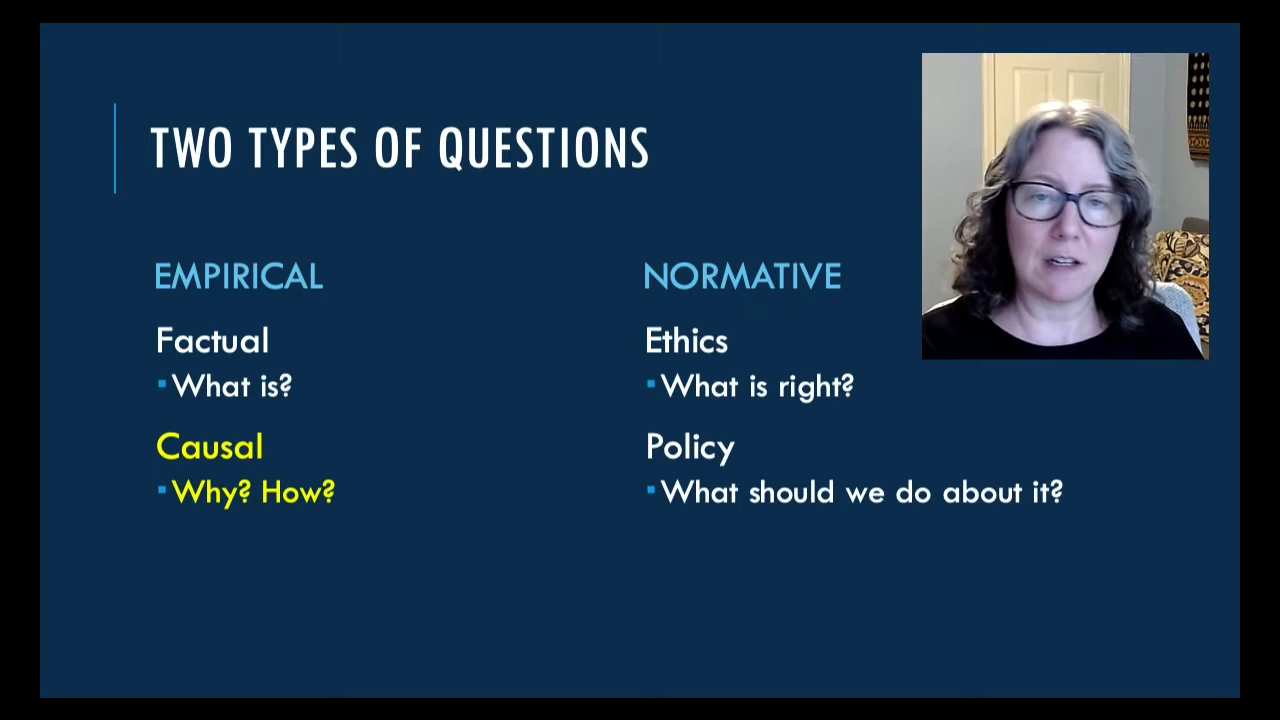 TWO TYPES OF QUESTIONS
EMPIRICAL
Factual
▪ What is?
Causal
▪ Why? How?
NORMATIVE
Ethics
▪ What is right?
Policy
▪ What should we do about it?